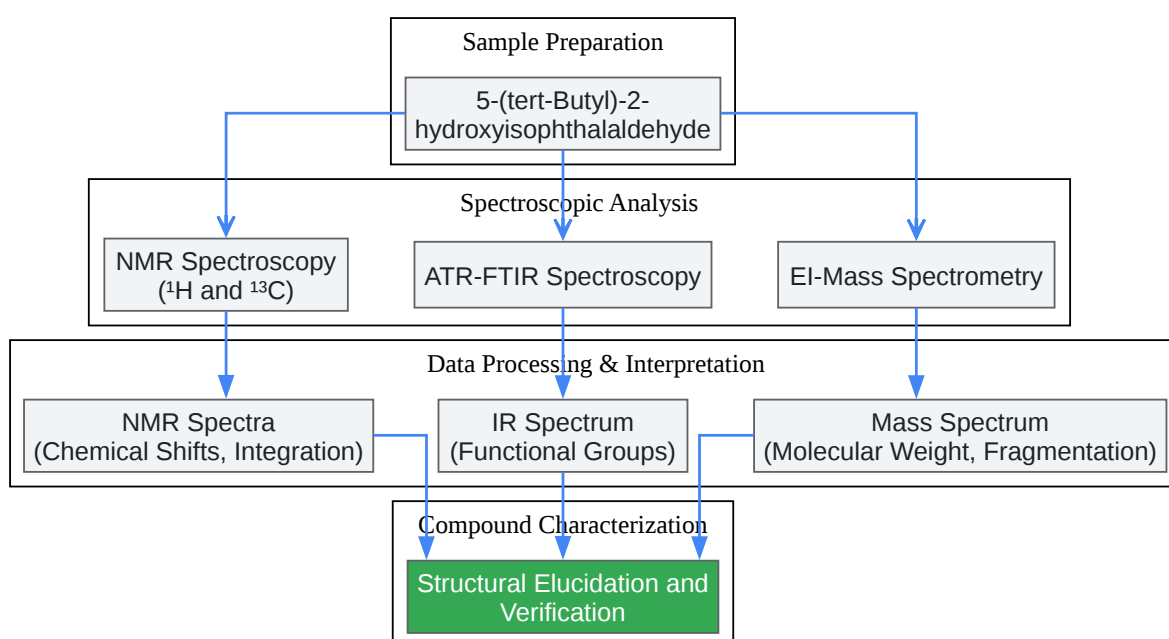 Sample Preparation
5-(tert-Butyl)-2-
hydroxyisophthalaldehyde
Spectroscopic Analysis
NMR Spectroscopy
(¹H and ¹³C)
ATR-FTIR Spectroscopy
EI-Mass Spectrometry
Data Processing & Interpretation
NMR Spectra
(Chemical Shifts, Integration)
IR Spectrum
(Functional Groups)
Mass Spectrum
(Molecular Weight, Fragmentation)
Compound Characterization
Structural Elucidation and
Verification